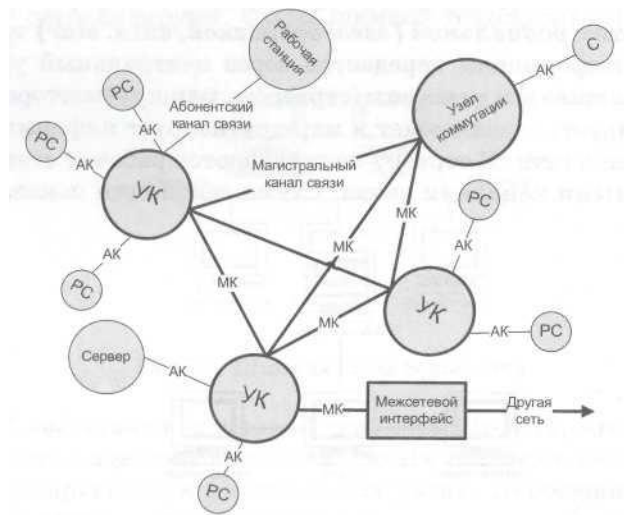 Рабочая
станция
С
АК
РС
АК
Абонентский
канал связи
Узел
коммутации
РС
АК
Магистральный
канал связи
УК
АК
РС
МК
РС
АК
МК
МК
УК
МК
АК
РС
Сервер
АК
УК
МК
Межсетевой
интерфейс
Другая
сеть
АК
РС